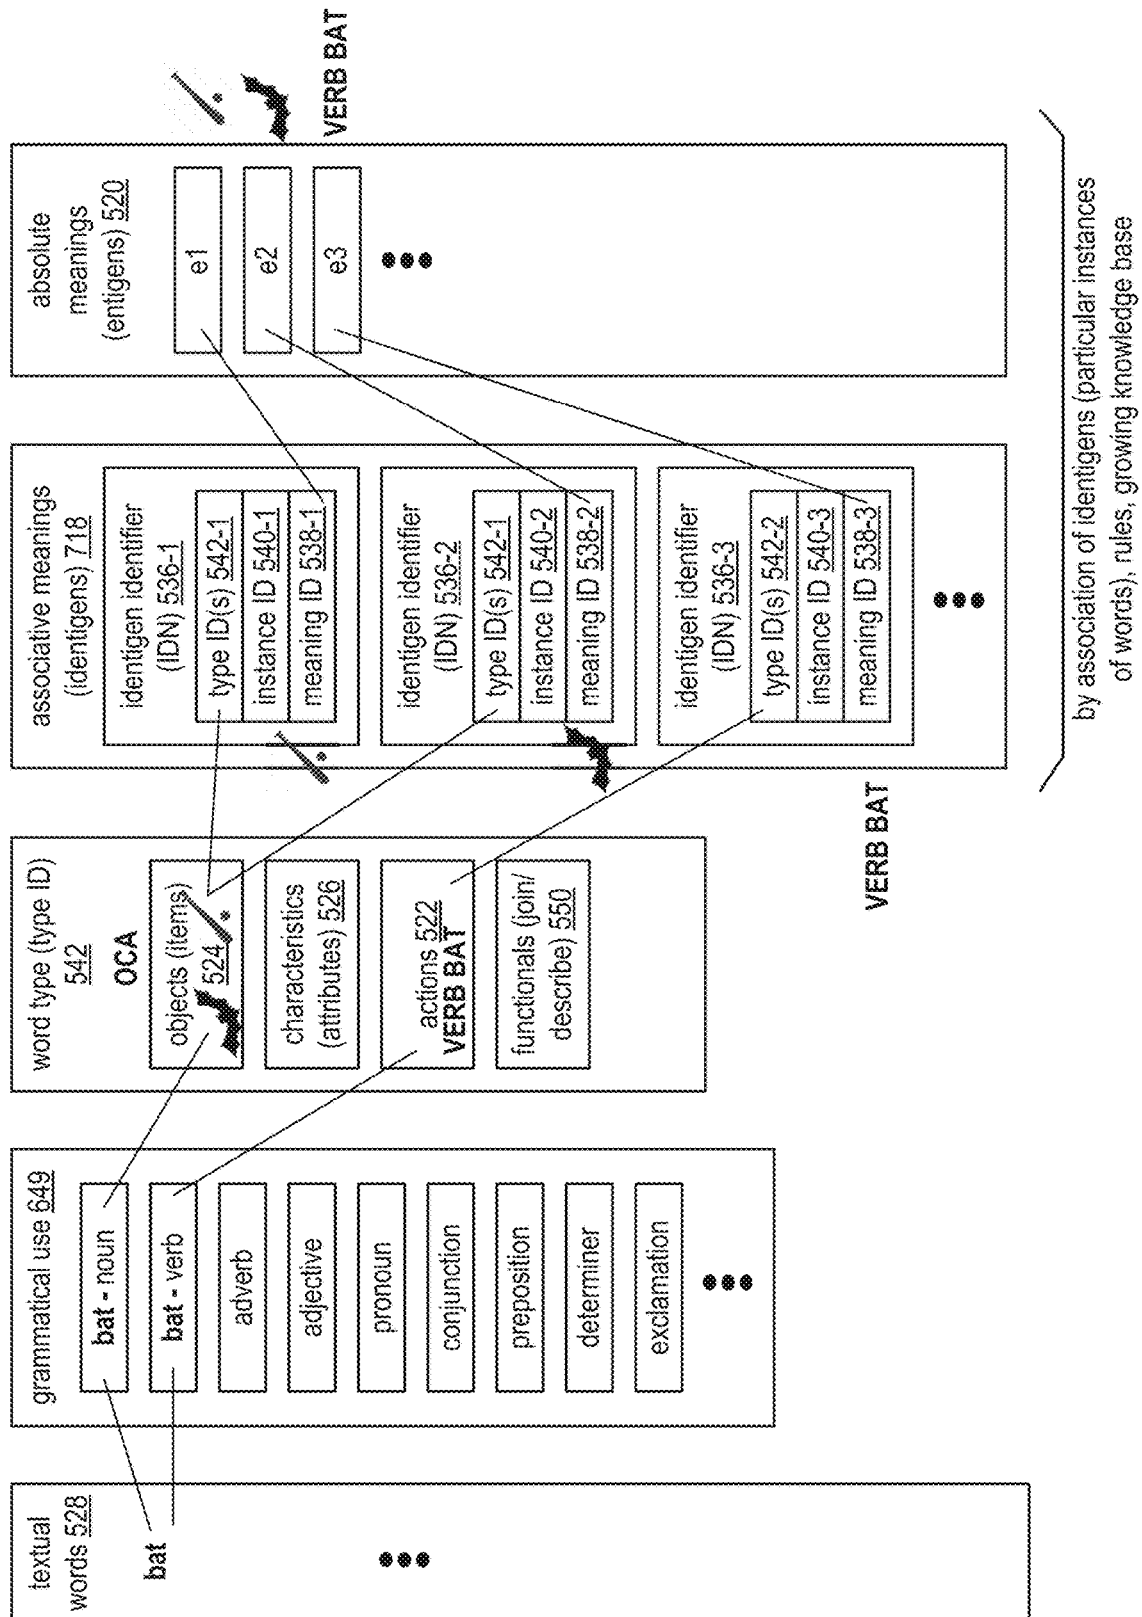 textual
words 528
bat
grammatical use 649
bat - noun
bat - verb
adverb
adjective
pronoun
conjunction
preposition
determiner
exclamation
word type (type ID)
542
OCA
objects (items)
524
characteristics
(attributes) 526
actions 522
VERB BAT
functionals (join/
describe) 550
associative meanings
(identigens) 718
identigen identifier
(IDN) 536-1
type ID(s) 542-1
instance ID 540-1
meaning ID 538-1
identigen identifier
(IDN) 536-2
type ID(s) 542-1
instance ID 540-2
meaning ID 538-2
identigen identifier
(IDN) 536-3
type ID(s) 542-2
instance ID 540-3
meaning ID 538-3
VERB BAT
absolute
meanings
(entigens) 520
e1
e2
e3
VERB BAT
by association of identigens (particular instances
of words), rules, growing knowledge base